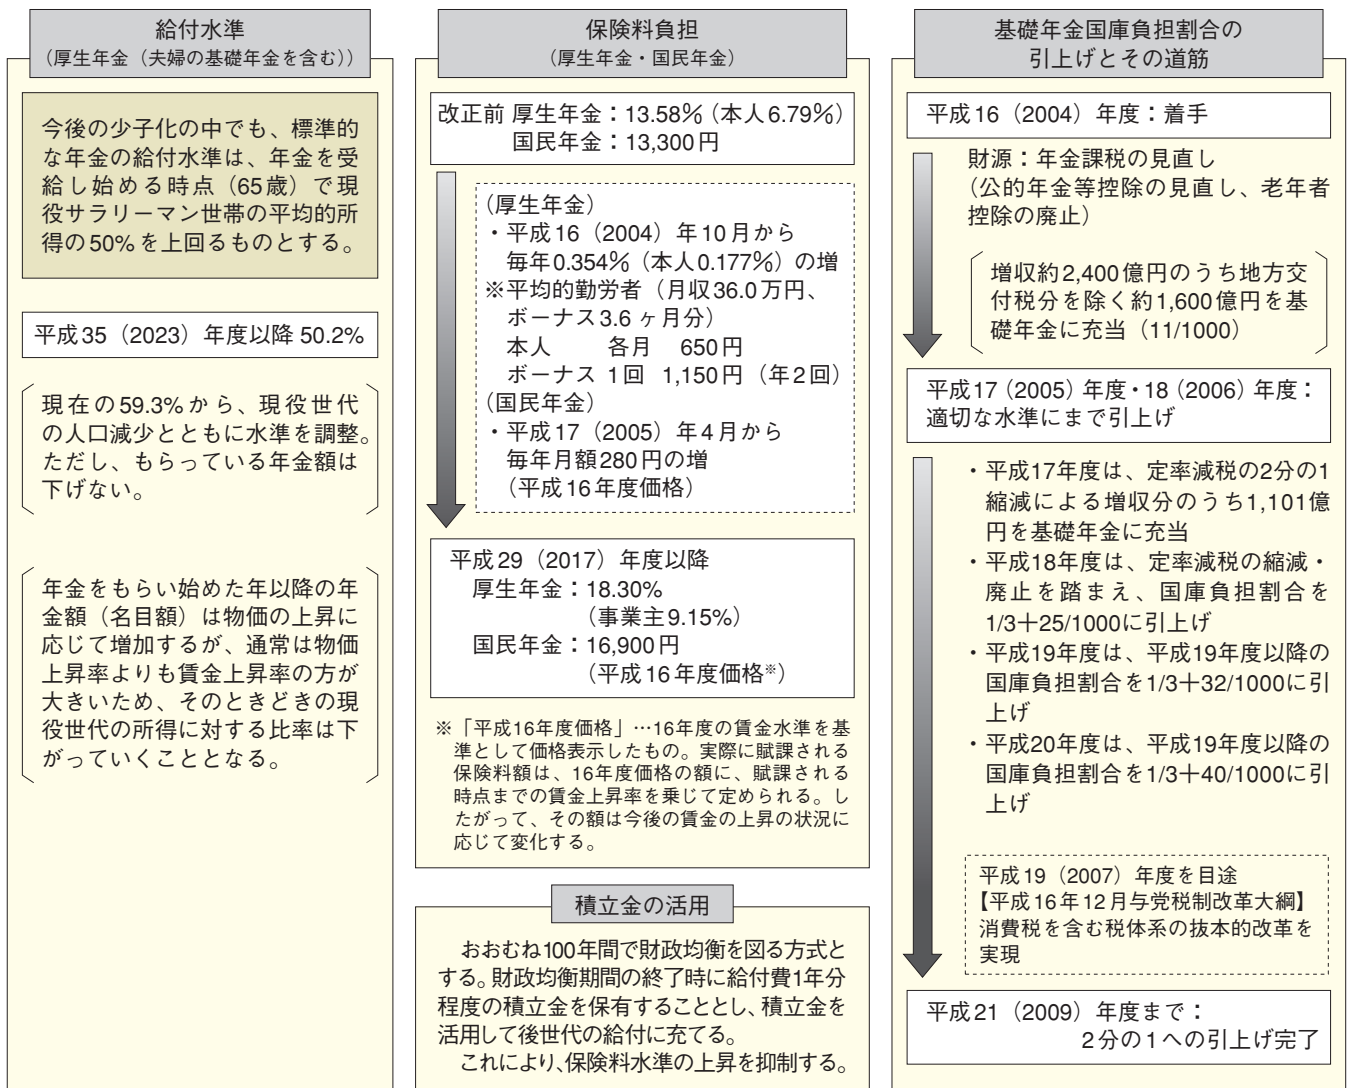 給付水準
（厚生年金（夫婦の基礎年金を含む））
今後の少子化の中でも、標準的
な年金の給付水準は、年金を受
給し始める時点（65歳）で現
役サラリーマン世帯の平均的所
得の50%を上回るものとする。
平成35（2023）年度以降 50.2%
現在の59.3%から、現役世代
の人口減少とともに水準を調整。
ただし、もらっている年金額は
下げない。
年金をもらい始めた年以降の年
金額（名目額）は物価の上昇に
応じて増加するが、通常は物価
上昇率よりも賃金上昇率の方が
大きいため、そのときどきの現
役世代の所得に対する比率は下
がっていくこととなる。
保険料負担
（厚生年金・国民年金）
改正前 厚生年金：13.58％（本人6.79％）
国民年金：13,300円
（厚生年金）
・平成16（2004）年10月から
毎年0.354％（本人0.177％）の増
※平均的勤労者（月収36.0万円、
ボーナス3.6ヶ月分）
本人 各月 650円
ボーナス 1回 1,150円（年2回）
（国民年金）
・平成17（2005）年4月から
毎年月額280円の増
（平成16年度価格）
平成29（2017）年度以降
厚生年金：18.30%
（事業主9.15%）
国民年金：16,900円
（平成16年度価格※）
※「平成16年度価格」…16年度の賃金水準を基
準として価格表示したもの。実際に賦課される
保険料額は、16年度価格の額に、賦課される
時点までの賃金上昇率を乗じて定められる。し
たがって、その額は今後の賃金の上昇の状況に
応じて変化する。
積立金の活用
おおむね100年間で財政均衡を図る方式と
する。財政均衡期間の終了時に給付費1年分
程度の積立金を保有することとし、積立金を
活用して後世代の給付に充てる。
これにより、保険料水準の上昇を抑制する。
基礎年金国庫負担割合の
引上げとその道筋
平成16（2004）年度：着手
財源：年金課税の見直し
（公的年金等控除の見直し、老年者
控除の廃止）
増収約2,400億円のうち地方交
付税分を除く約1,600億円を基
礎年金に充当（11/1000）
平成17（2005）年度・18（2006）年度：
適切な水準にまで引上げ
・平成17年度は、定率減税の2分の1
縮減による増収分のうち1,101億
円を基礎年金に充当
・平成18年度は、定率減税の縮減・
廃止を踏まえ、国庫負担割合を
1/3＋25/1000に引上げ
・平成19年度は、平成19年度以降の
国庫負担割合を1/3＋32/1000に引
上げ
・平成20年度は、平成19年度以降の
国庫負担割合を1/3＋40/1000に引
上げ
平成19（2007）年度を目途
【平成16年12月与党税制改革大綱】
消費税を含む税体系の抜本的改革を
実現
平成21（2009）年度まで：
2分の1への引上げ完了